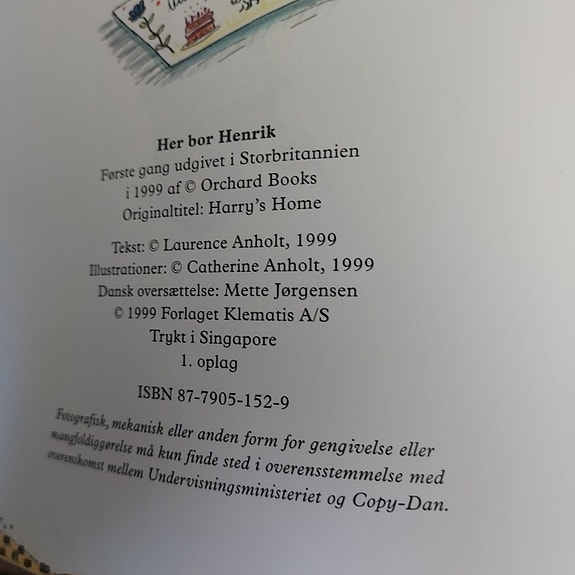 Her bor Henrik
Første gang udgivet i Storbritannien
i 1999 af © Orchard Books
Originaltitel: Harry's Home
Tekst: © Laurence Anholt, 1999
Illustrationer: © Catherine Anholt, 1999
Dansk oversættelse: Mette Jørgensen
© 1999 Forlaget Klematis A/S
Trykt i Singapore
1. oplag
ISBN 87-7905-152-9
Fotografisk, mekanisk eller anden form for gengivelse eller
mangfoldiggørelse må kun finde sted i overensstemmelse med
overenskomst mellem Undervisningsministeriet og Copy-Dan.